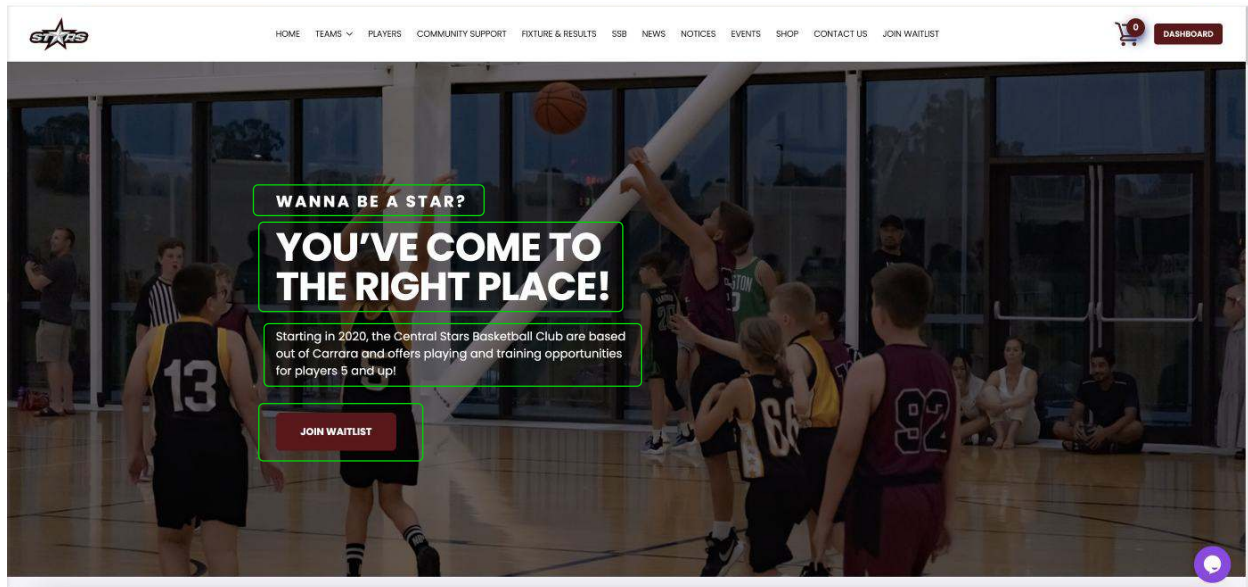 STARS
HOME TEAMS PLAYERS COMMUNITY SUPPORT FIXTURE & RESULTS SSB NEWS NOTICES EVENTS SHOP CONTACT US JOIN WAITLIST
0
DASHBOARD
WANNA BE A STAR?
YOU'VE COME TO
THE RIGHT PLACE!
Starting in 2020, the Central Stars Basketball Club are based
out of Carrara and offers playing and training opportunities
for players 5 and up!
JOIN WAITLIST
13
66
92